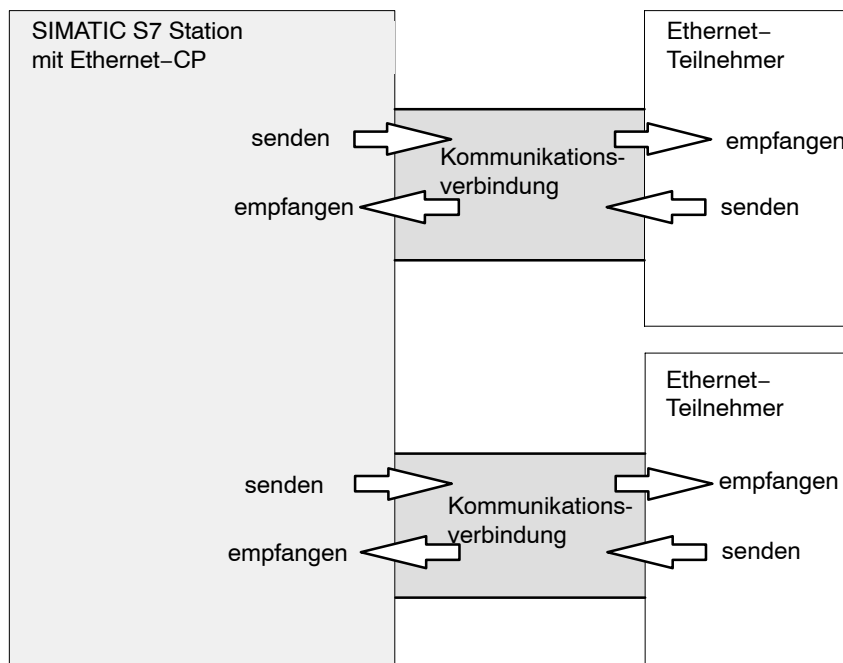 SIMATIC S7 Station
mit Ethernet–CP
Ethernet–
Teilnehmer
senden
empfangen
Kommunikations-
verbindung
empfangen
senden
Ethernet–
Teilnehmer
senden
empfangen
Kommunikations-
verbindung
empfangen
senden